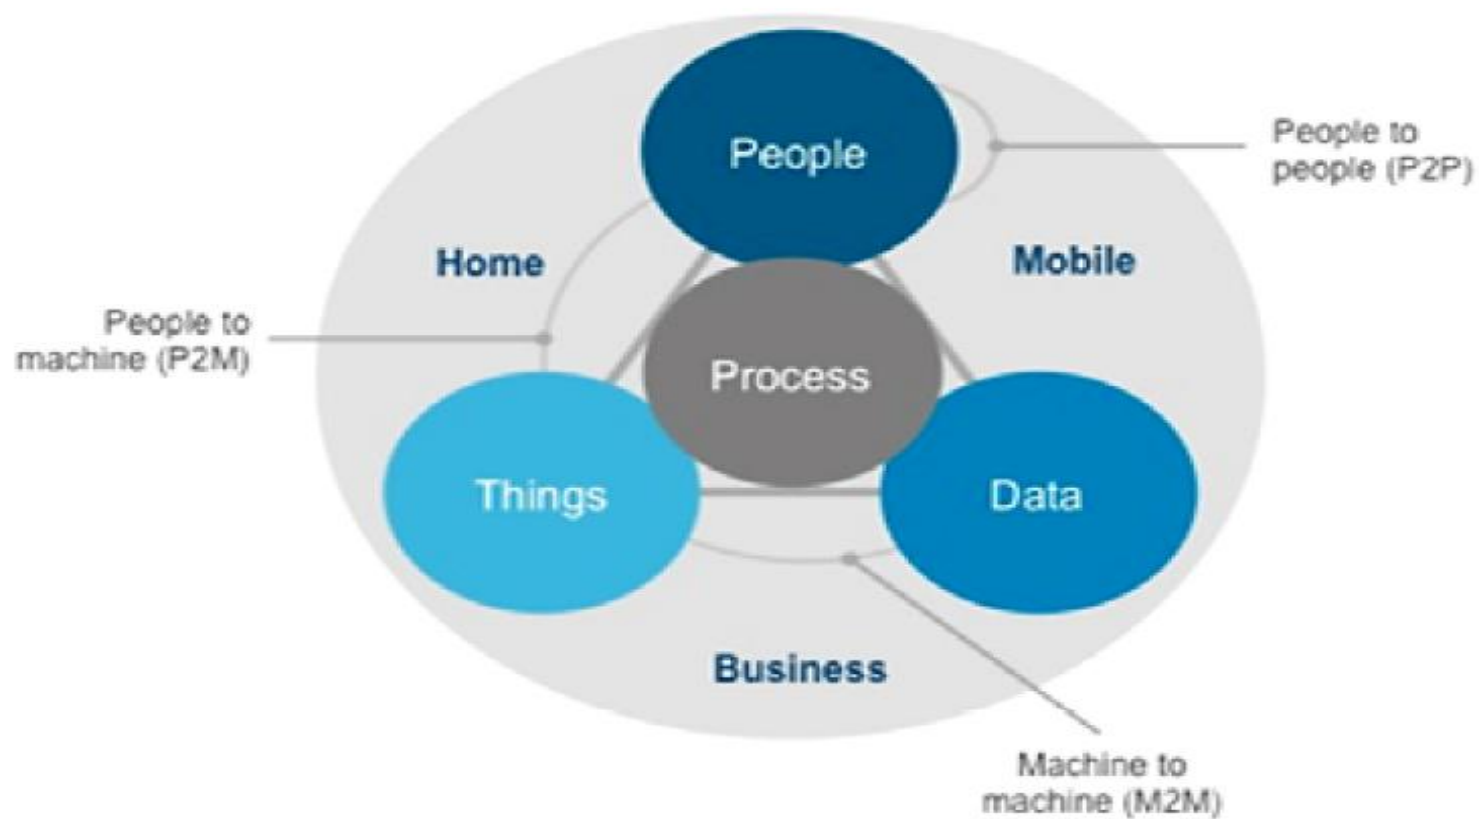 People
People to
people (P2P)
Home
Mobile
People to
machine (P2M)
Process
Things
Data
Business
Machine to
machine (M2M)